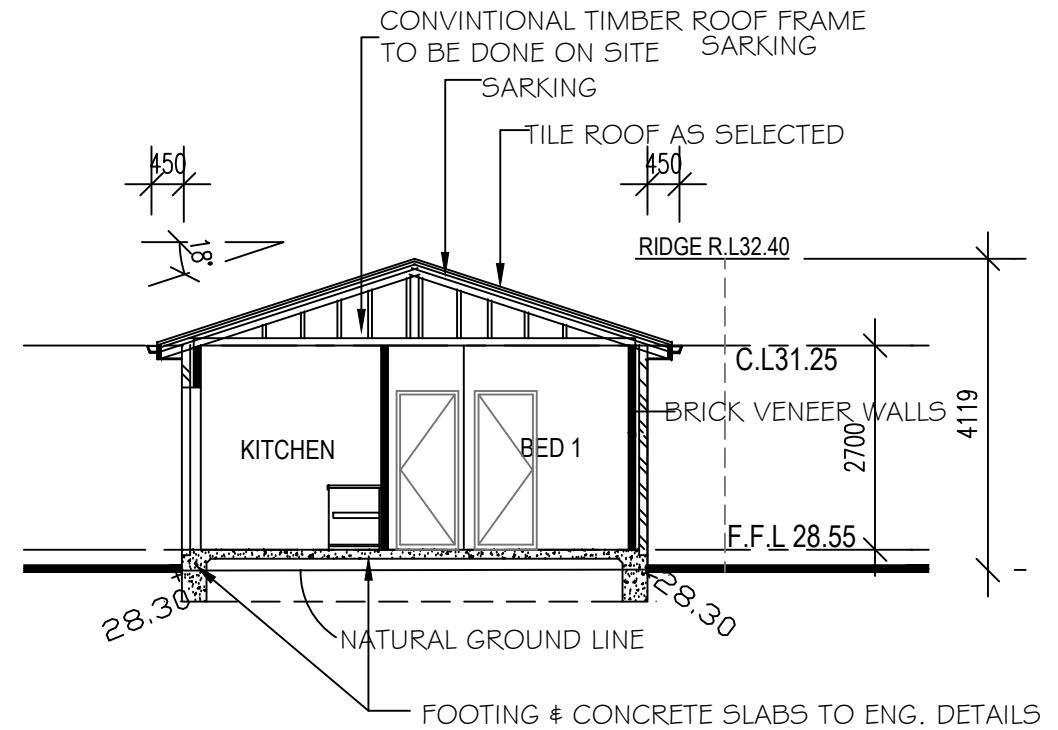 CONVINTIONAL TIMBER ROOF FRAME
TO BE DONE ON SITE SARKING
SARKING
TILE ROOF AS SELECTED
450
450
18°
RIDGE R.L32.40
C.L31.25
BRICK VENEER WALLS
2700
4119
KITCHEN
BED 1
F.F.L 28.55
28.30
28.30
NATURAL GROUND LINE
FOOTING & CONCRETE SLABS TO ENG. DETAILS